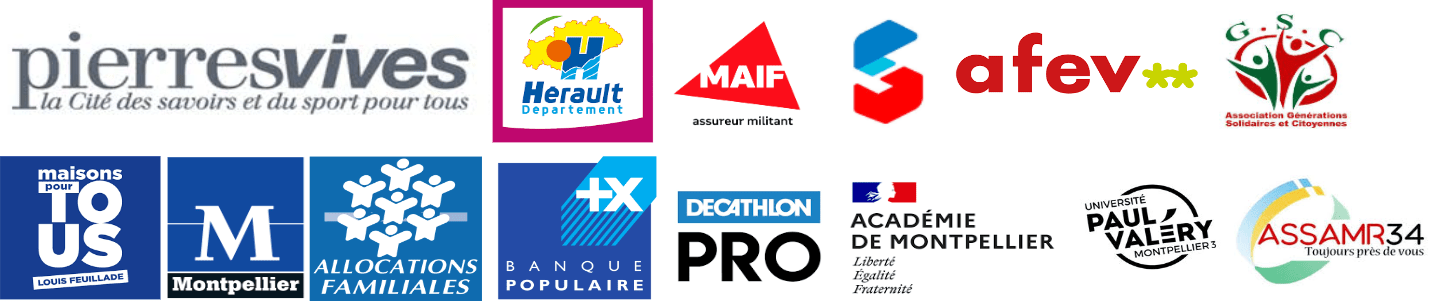 pierresvives
la Cité des savoirs et du sport pour tous
H
Hérault
Département
MAIF
assureur militant
afev**
G.S.C
Association Générations
Solidaires et Citoyennes
maisons
pour
TO
US
LOUIS FEUILLADE
M
Montpellier
ALLOCATIONS
FAMILIALES
+X
BANQUE
POPULAIRE
DECATHLON
PRO
ACADÉMIE
DE MONTPELLIER
Liberté
Égalité
Fraternité
UNIVERSITÉ
PAUL
VALÉRY
MONTPELLIER 3
ASSAMR34
Toujours près de vous